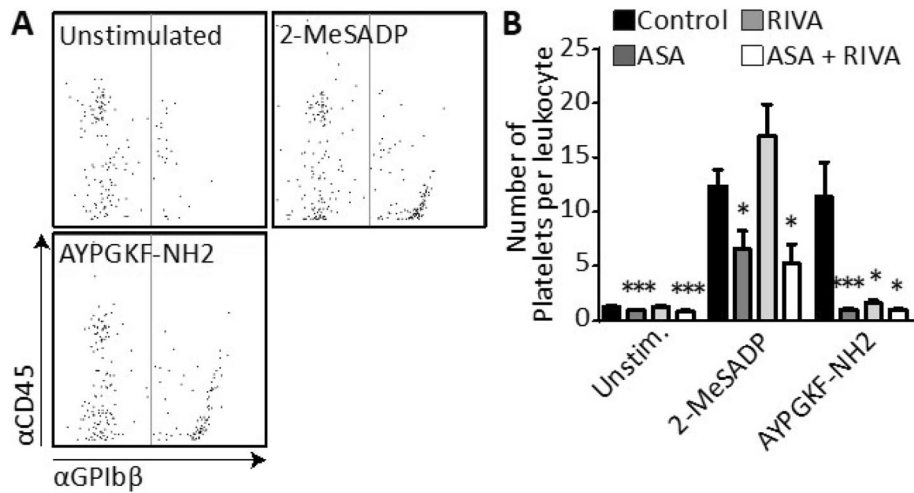 A
Unstimulated
2-MeSADP
AYPGKF-NH2
αCD45
αGPIbβ
B
Control
RIVA
ASA
ASA + RIVA
Number of
Platelets per leukocyte
25
20
15
10
5
0
***
***
*
*
***
*
*
Unstim.
2-MeSADP
AYPGKF-NH2